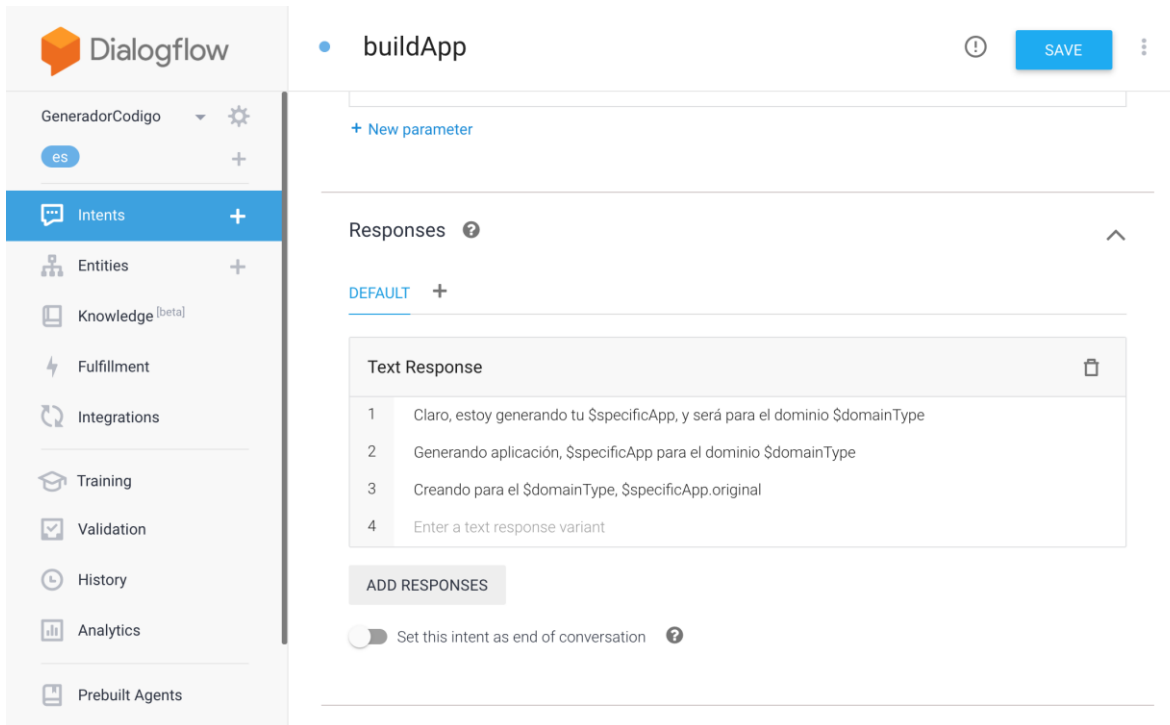 Dialogflow
GeneradorCodigo
es
Intents
Entities
Knowledge [beta]
Fulfillment
Integrations
Training
Validation
History
Analytics
Prebuilt Agents
buildApp
SAVE
+ New parameter
Responses
DEFAULT
Text Response
1 Claro, estoy generando tu $specificApp, y será para el dominio $domainType
2 Generando aplicación, $specificApp para el dominio $domainType
3 Creando para el $domainType, $specificApp.original
4 Enter a text response variant
ADD RESPONSES
Set this intent as end of conversation